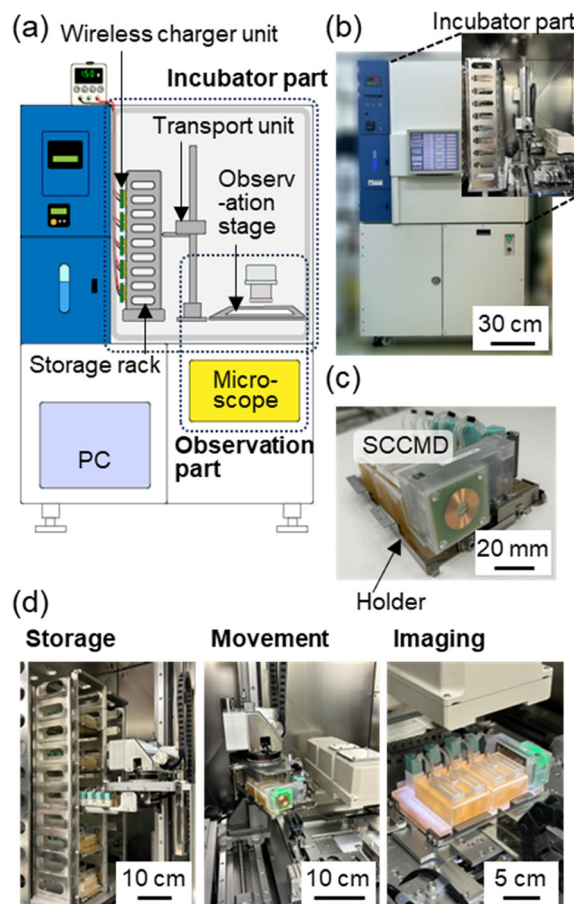 (a)
Wireless charger unit
150
Incubator part
Transport unit
Observ
-ation
stage
Storage rack
Micro-
scope
Observation
part
PC
(b)
Incubator part
30 cm
(c)
SCCMD
20 mm
Holder
(d)
Storage
Movement
Imaging
10 cm
10 cm
5 cm